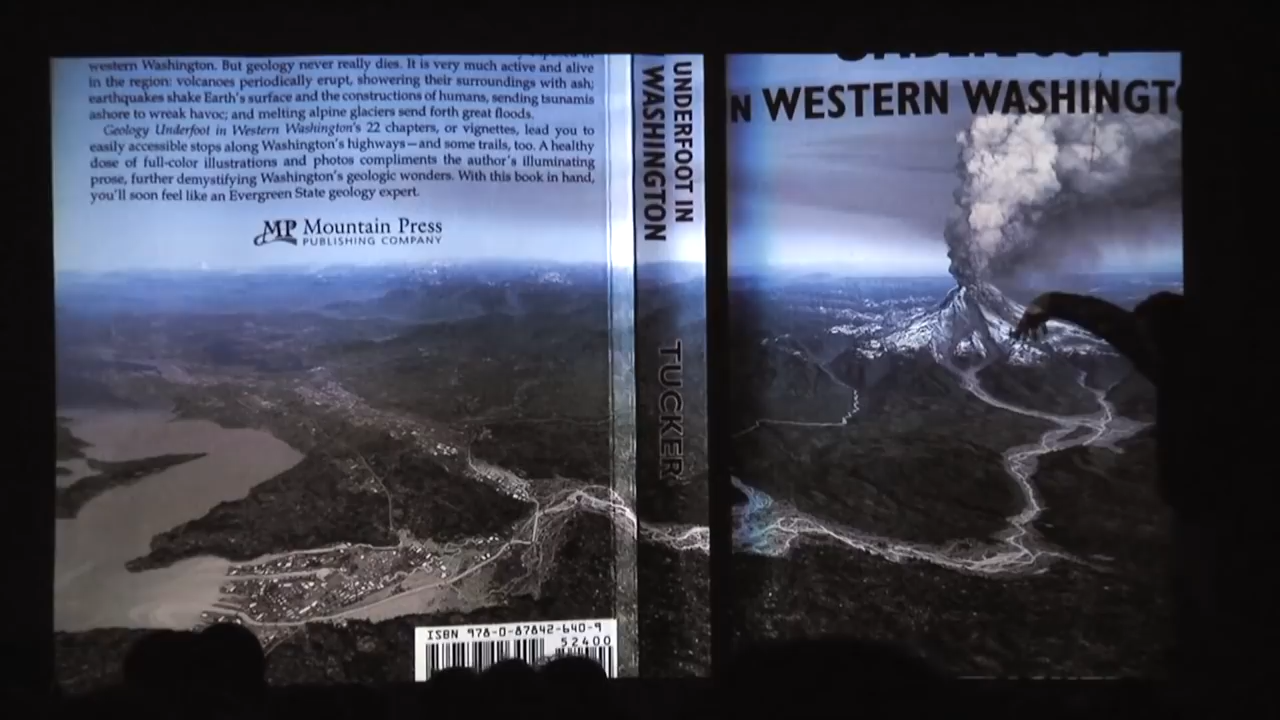 western Washington. But geology never really dies. It is very much active and alive
in the region: volcanoes periodically erupt, showering their surroundings with ash;
earthquakes shake Earth's surface and the constructions of humans, sending tsunamis
ashore to wreak havoc; and melting alpine glaciers send forth great floods.
Geology Underfoot in Western Washington's 22 chapters, or vignettes, lead you to
easily accessible stops along Washington's highways—and some trails, too. A healthy
dose of full-color illustrations and photos compliments the author's illuminating
prose, further demystifying Washington's geologic wonders. With this book in hand,
you'll soon feel like an Evergreen State geology expert.
MP Mountain Press
PUBLISHING COMPANY
ISBN 978-0-87842-640-9
52400
UNDERFOOT IN
WASHINGTON
TUCKER
N WESTERN WASHINGTO